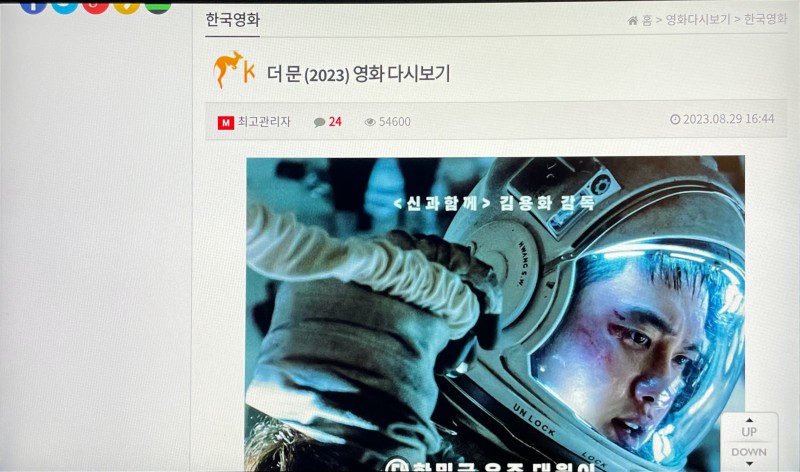 한국영화
홈 > 영화다시보기 > 한국영화
k
더 문 (2023) 영화 다시보기
M 최고관리자 24 54600 2023.08.29 16:44
<신과함께> 김용화 감독
HWANG S.W.
UN LOCK
LOCK
UP
DOWN